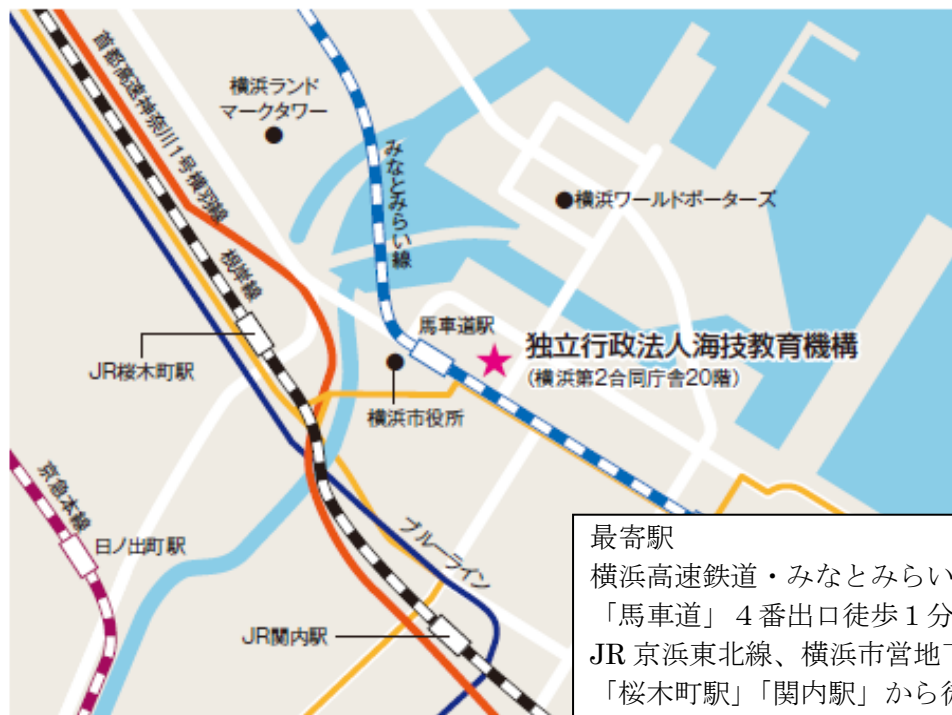 首都高速神奈川1号横羽線
横浜ランド
マークタワー
みなとみらい線
横浜ワールドポーターズ
根岸線
馬車道駅
独立行政法人海技教育機構
(横浜第2合同庁舎20階)
JR桜木町駅
横浜市役所
京急本線
日ノ出町駅
ブルーライン
JR関内駅
最寄駅
横浜高速鉄道・みなとみらい
「馬車道」4番出口徒歩1分
JR 京浜東北線、横浜市営地
「桜木町駅」「関内駅」から